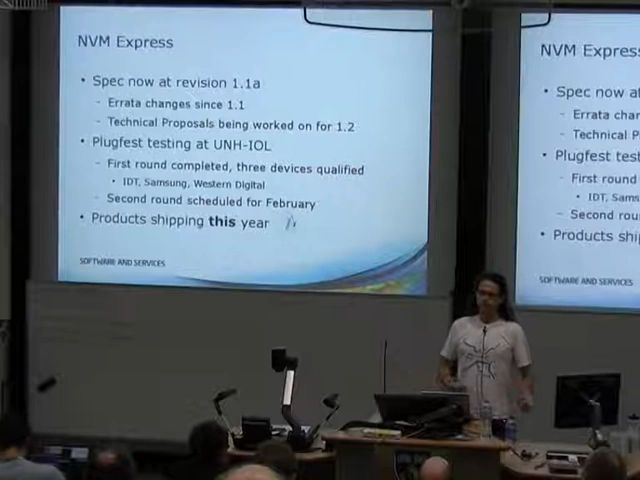 NVM Express
• Spec now at revision 1.1a
– Errata changes since 1.1
– Technical Proposals being worked on for 1.2
• Plugfest testing at UNH-IOL
– First round completed, three devices qualified
• IDT, Samsung, Western Digital
– Second round scheduled for February
• Products shipping this year
SOFTWARE AND SERVICES
NVM Express
• Spec now at
– Errata chan
– Technical P
• Plugfest test
– First round
• IDT, Sams
– Second rou
• Products shi
SOFTWARE AND SERVICES